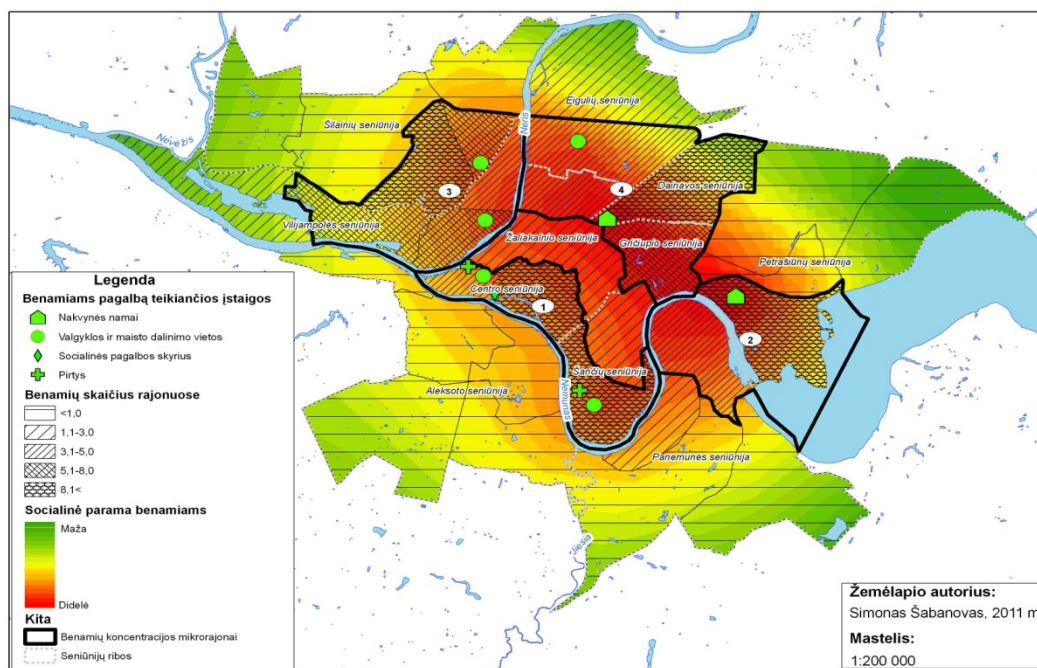 Nevėžis
Neris
Eigulių seniūnija
Šilainių seniūnija
3
4
Dainavos seniūnija
Vilijampolės seniūnija
Žaliakalnio seniūnija
Gričiupio seniūnija
Petrašiūnų seniūnija
Centro seniūnija
1
2
Šančių seniūnija
Aleksoto seniūnija
Nemunas
Panemunės seniūnija
Jiesia
Legenda
Benamiams pagalbą teikiančios įstaigos
Nakvynės namai
Valgyklos ir maisto dalinimo vietos
Socialinės pagalbos skyrius
Pirtys
Benamių skaičius rajonuose
<1,0
1,1-3,0
3,1-5,0
5,1-8,0
8,1<
Socialinė parama benamiams
Maža
Didelė
Kita
Benamių koncentracijos mikrorajonai
Seniūnijų ribos
Žemėlapio autorius:
Simonas Šabanovas, 2011 m
Mastelis:
1:200 000